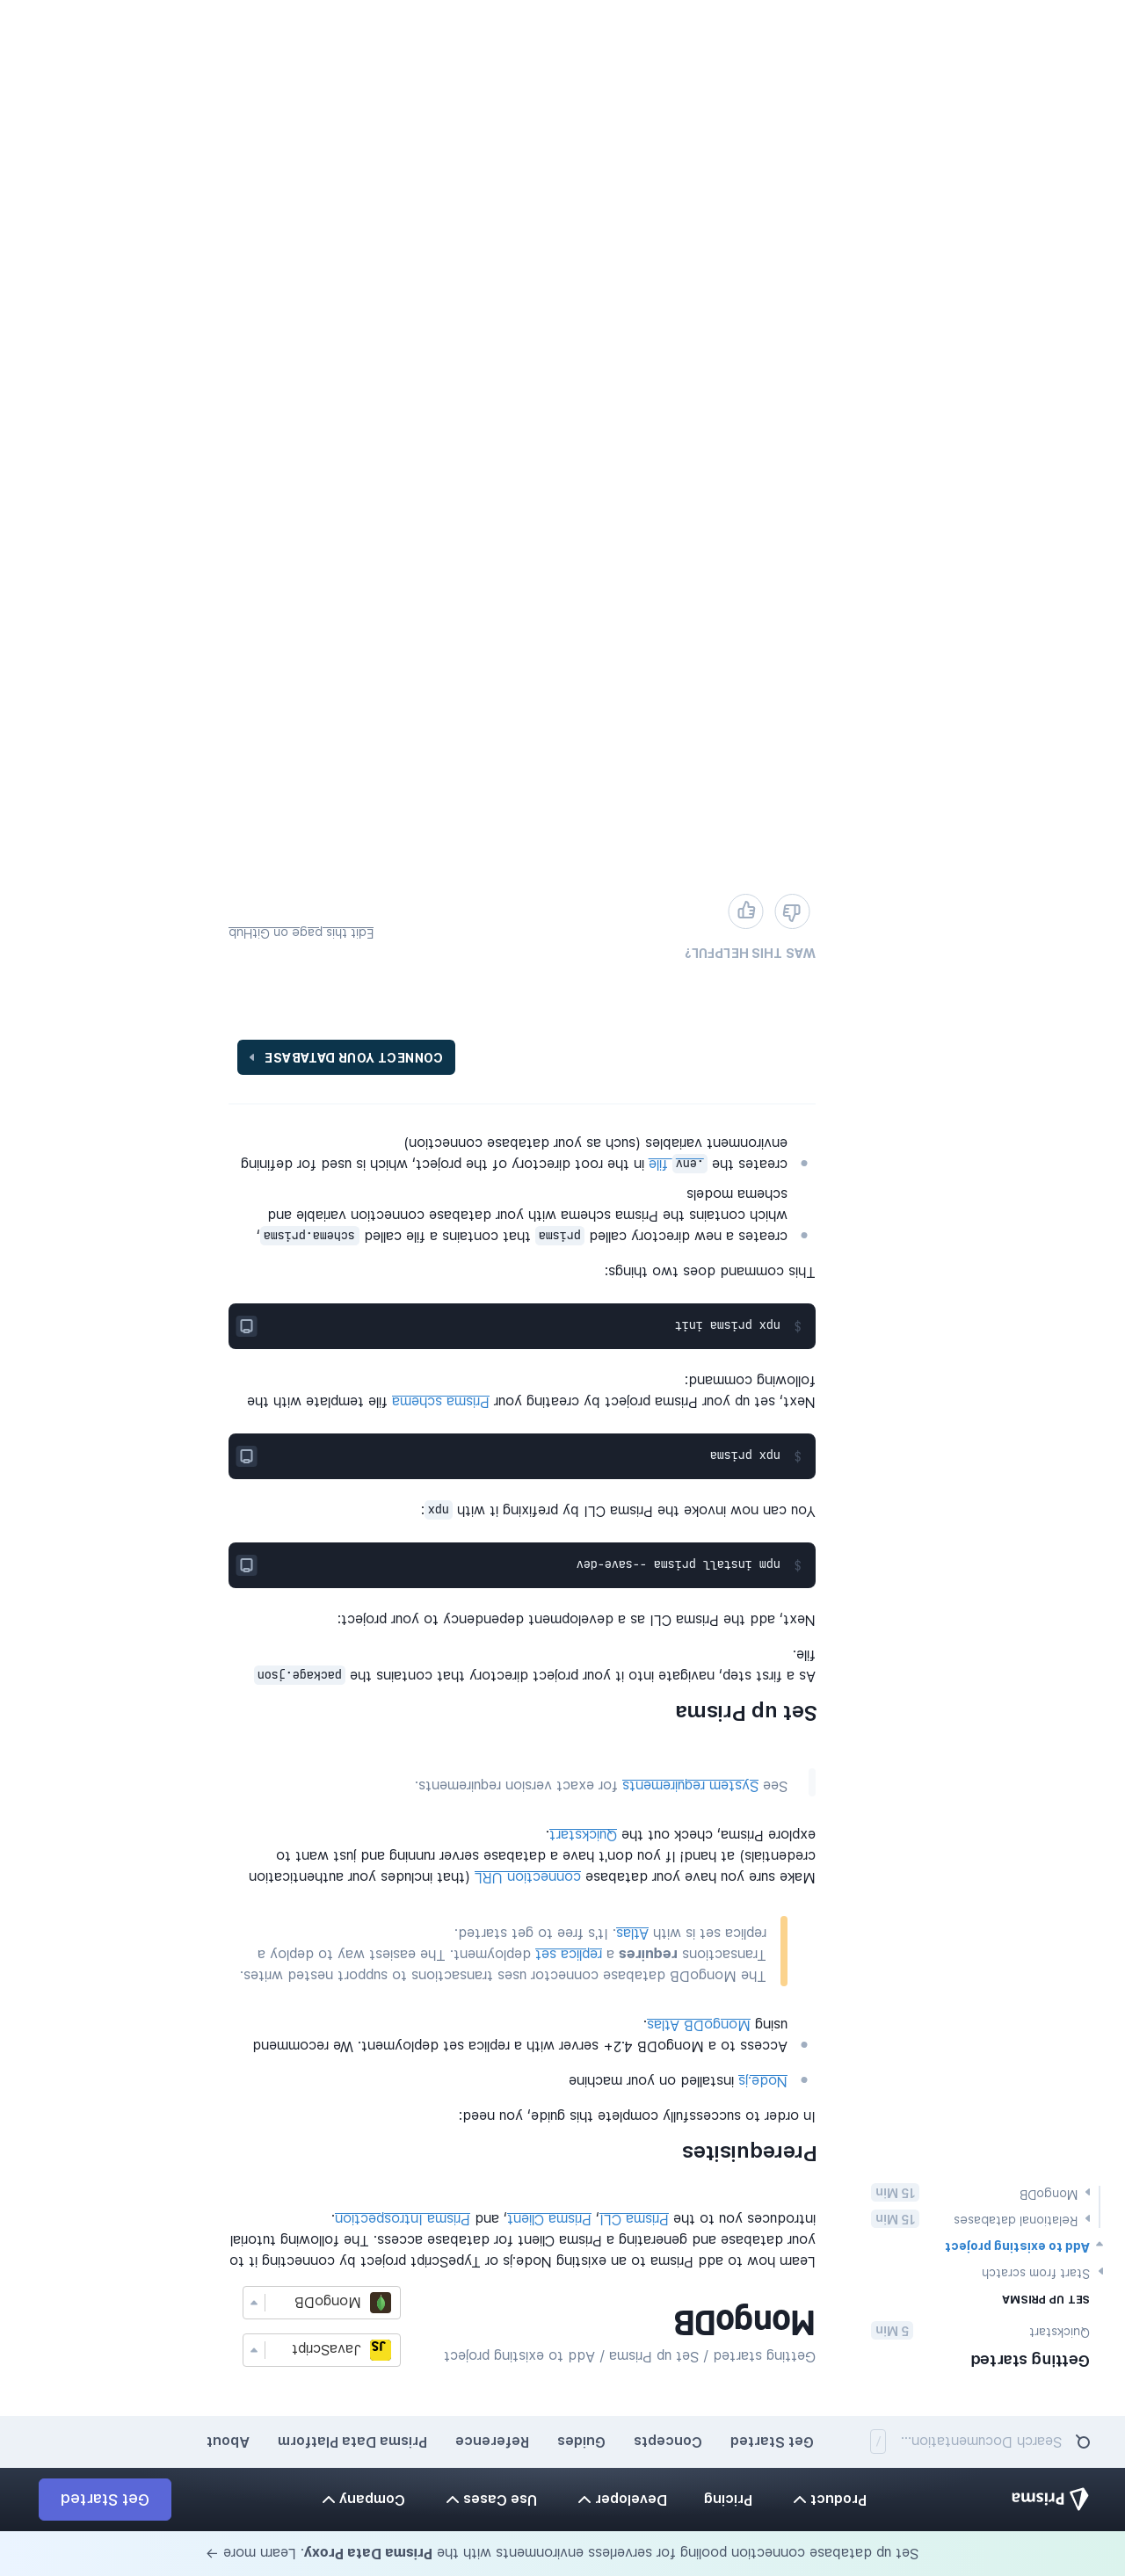 Set up database connection pooling for serverless environments with the Prisma Data Proxy. Learn more →
Prisma
Product
Pricing
Developer
Use Cases
Company
Get Started
Search Documentation...
/
Get Started
Concepts
Guides
Reference
Prisma Data Platform
About
Getting started
Quickstart
5 Min
SET UP PRISMA
Start from scratch
Add to existing project
Relational databases
15 Min
MongoDB
15 Min
Getting started / Set up Prisma / Add to existing project
MongoDB
JS JavaScript
MongoDB
Learn how to add Prisma to an existing Node.js or TypeScript project by connecting it to
your database and generating a Prisma Client for database access. The following tutorial
introduces you to the Prisma CLI, Prisma Client, and Prisma Introspection.
Prerequisites
In order to successfully complete this guide, you need:
Node.js installed on your machine
Access to a MongoDB 4.2+ server with a replica set deployment. We recommend
using MongoDB Atlas.
The MongoDB database connector uses transactions to support nested writes.
Transactions requires a replica set deployment. The easiest way to deploy a
replica set is with Atlas. It's free to get started.
Make sure you have your database connection URL (that includes your authentication
credentials) at hand! If you don't have a database server running and just want to
explore Prisma, check out the Quickstart.
See System requirements for exact version requirements.
Set up Prisma
As a first step, navigate into it your project directory that contains the package.json
file.
Next, add the Prisma CLI as a development dependency to your project:
$ npm install prisma --save-dev
You can now invoke the Prisma CLI by prefixing it with npx:
$ npx prisma
Next, set up your Prisma project by creating your Prisma schema file template with the
following command:
$ npx prisma init
This command does two things:
creates a new directory called prisma that contains a file called schema.prisma,
which contains the Prisma schema with your database connection variable and
schema models
creates the .env file in the root directory of the project, which is used for defining
environment variables (such as your database connection)
CONNECT YOUR DATABASE
WAS THIS HELPFUL?
Edit this page on GitHub